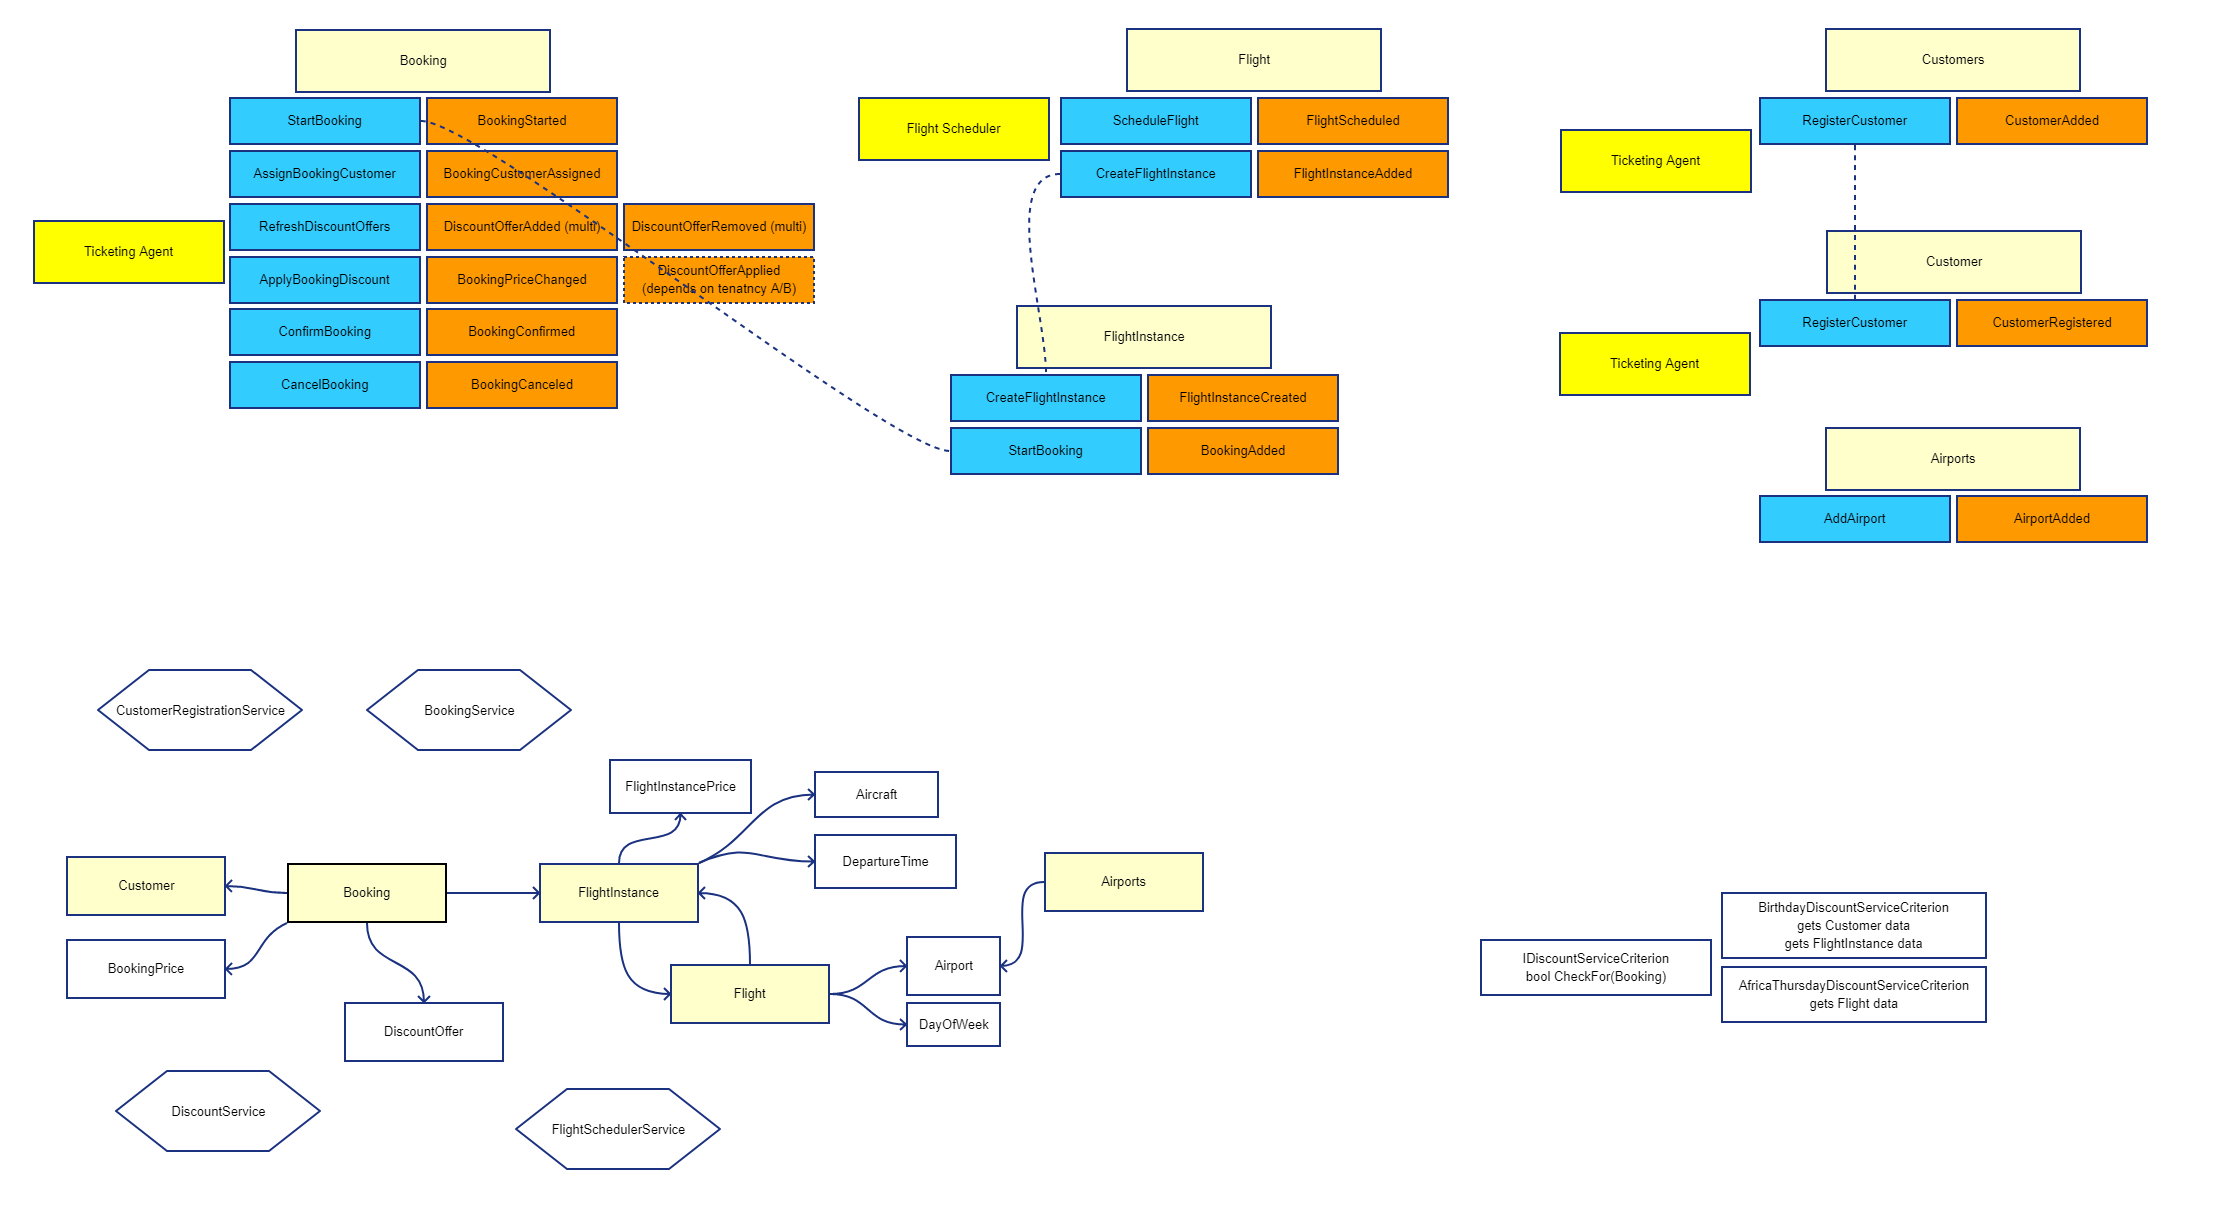 Booking
StartBooking
BookingStarted
AssignBookingCustomer
BookingCustomerAssigned
Ticketing Agent
RefreshDiscountOffers
DiscountOfferAdded (multi)
DiscountOfferRemoved (multi)
ApplyBookingDiscount
BookingPriceChanged
DiscountOfferApplied
(depends on tenatncy A/B)
ConfirmBooking
BookingConfirmed
CancelBooking
BookingCanceled
Flight
Flight Scheduler
ScheduleFlight
FlightScheduled
CreateFlightInstance
FlightInstanceAdded
FlightInstance
CreateFlightInstance
FlightInstanceCreated
StartBooking
BookingAdded
Customers
RegisterCustomer
CustomerAdded
Ticketing Agent
Customer
RegisterCustomer
CustomerRegistered
Ticketing Agent
Airports
AddAirport
AirportAdded
CustomerRegistrationService
BookingService
FlightInstancePrice
Aircraft
DepartureTime
Customer
Booking
FlightInstance
Airports
BookingPrice
Flight
Airport
DayOfWeek
DiscountOffer
DiscountService
FlightSchedulerService
IDiscountServiceCriterion
bool CheckFor(Booking)
BirthdayDiscountServiceCriterion
gets Customer data
gets FlightInstance data
AfricaThursdayDiscountServiceCriterion
gets Flight data